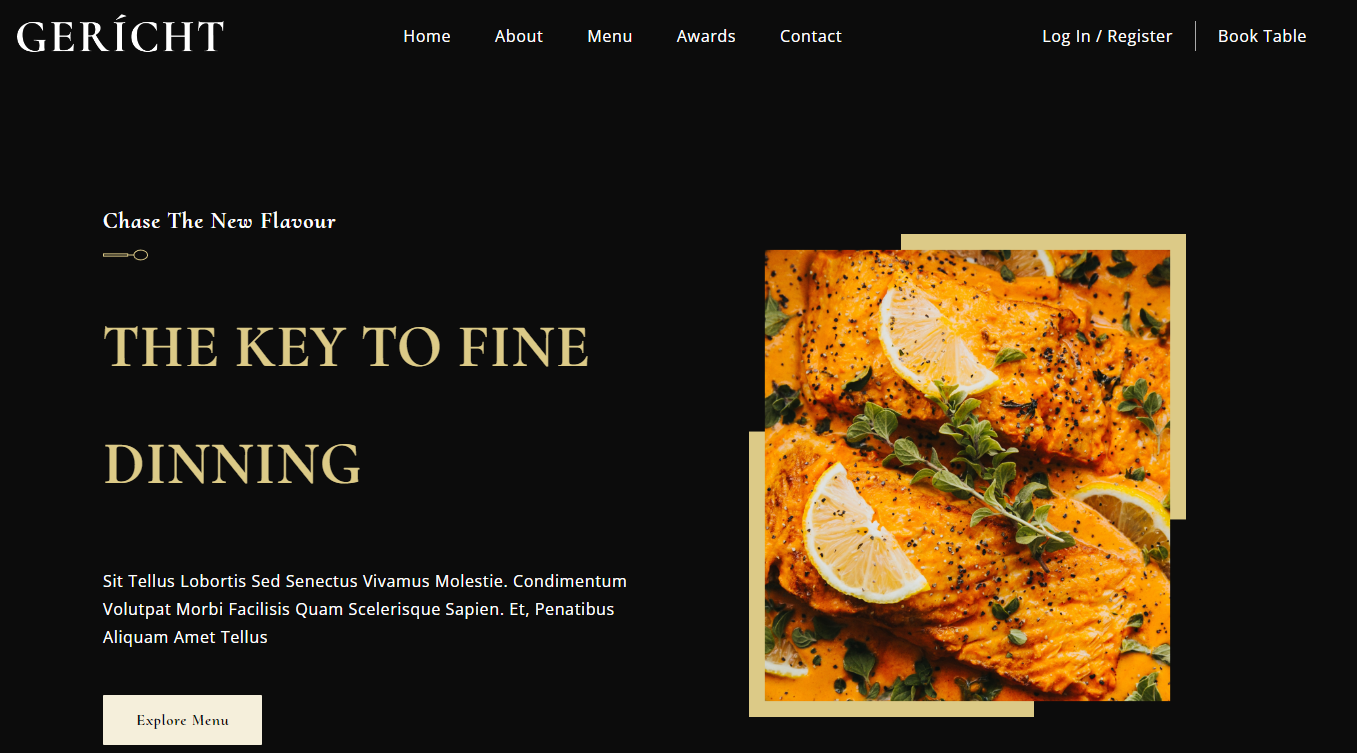 GERÍCHT
Home About Menu Awards Contact
Log In / Register Book Table
Chase The New Flavour
THE KEY TO FINE
DINNING
Sit Tellus Lobortis Sed Senectus Vivamus Molestie. Condimentum
Volutpat Morbi Facilisis Quam Scelerisque Sapien. Et, Penatibus
Aliquam Amet Tellus
Explore Menu